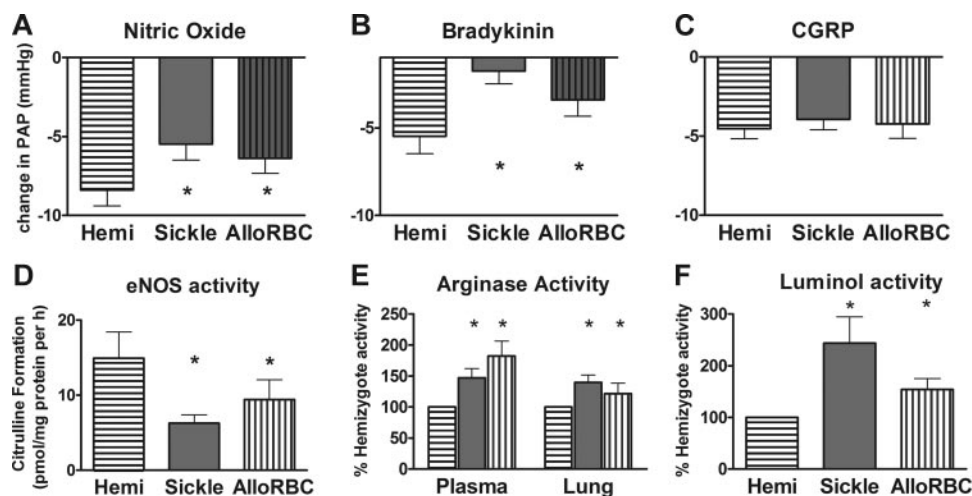 A
Nitric Oxide
change in PAP (mmHg)
0
-5
-10
*
*
Hemi Sickle AlloRBC
B
Bradykinin
-5
-10
*
*
Hemi Sickle AlloRBC
C
CGRP
0
-5
-10
Hemi Sickle AlloRBC
D
eNOS activity
Citrulline Formation
(pmol/mg protein per h)
20
10
0
*
*
Hemi Sickle AlloRBC
E
Arginase Activity
% Hemizygote activity
250
200
150
100
50
0
* *
* *
Plasma Lung
F
Luminol activity
% Hemizygote activity
300
200
100
0
*
*
Hemi Sickle AlloRBC